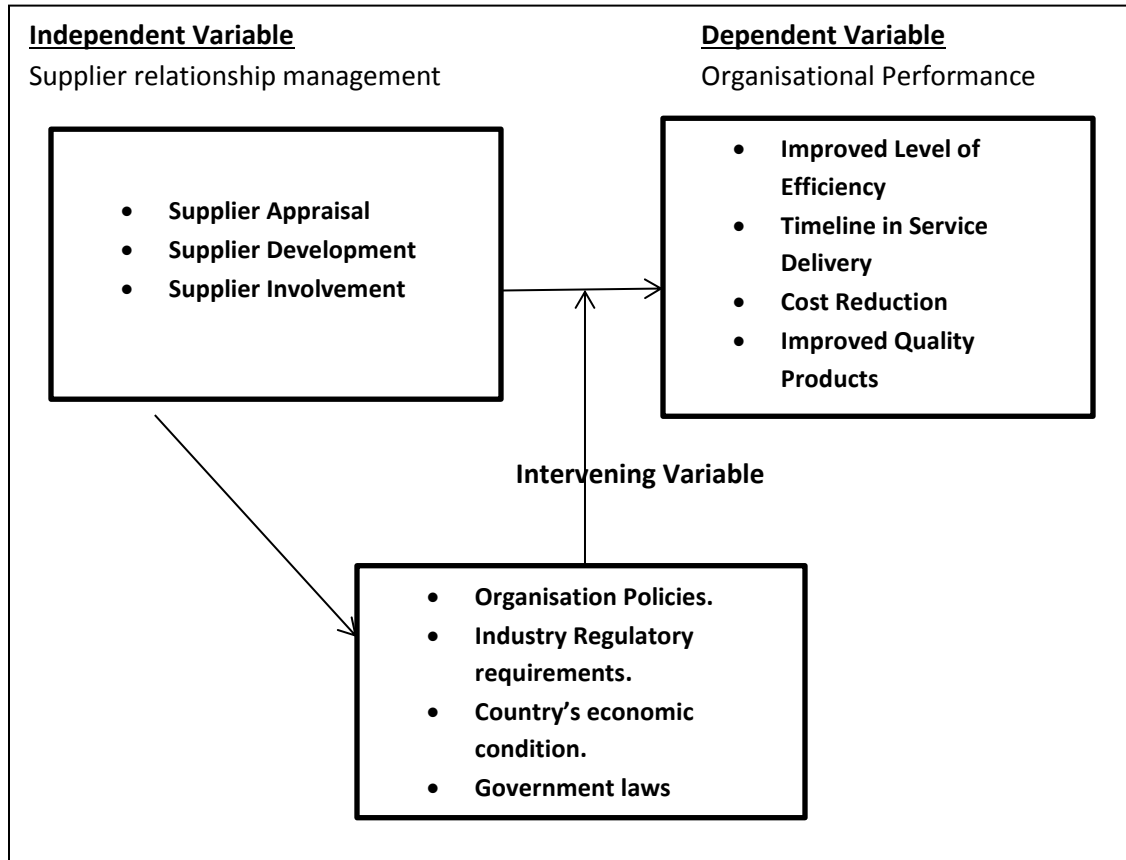 Independent Variable
Supplier relationship management
Dependent Variable
Organisational Performance
• Supplier Appraisal
• Supplier Development
• Supplier Involvement
• Improved Level of
Efficiency
• Timeline in Service
Delivery
• Cost Reduction
• Improved Quality
Products
Intervening Variable
• Organisation Policies.
• Industry Regulatory
requirements.
• Country’s economic
condition.
• Government laws